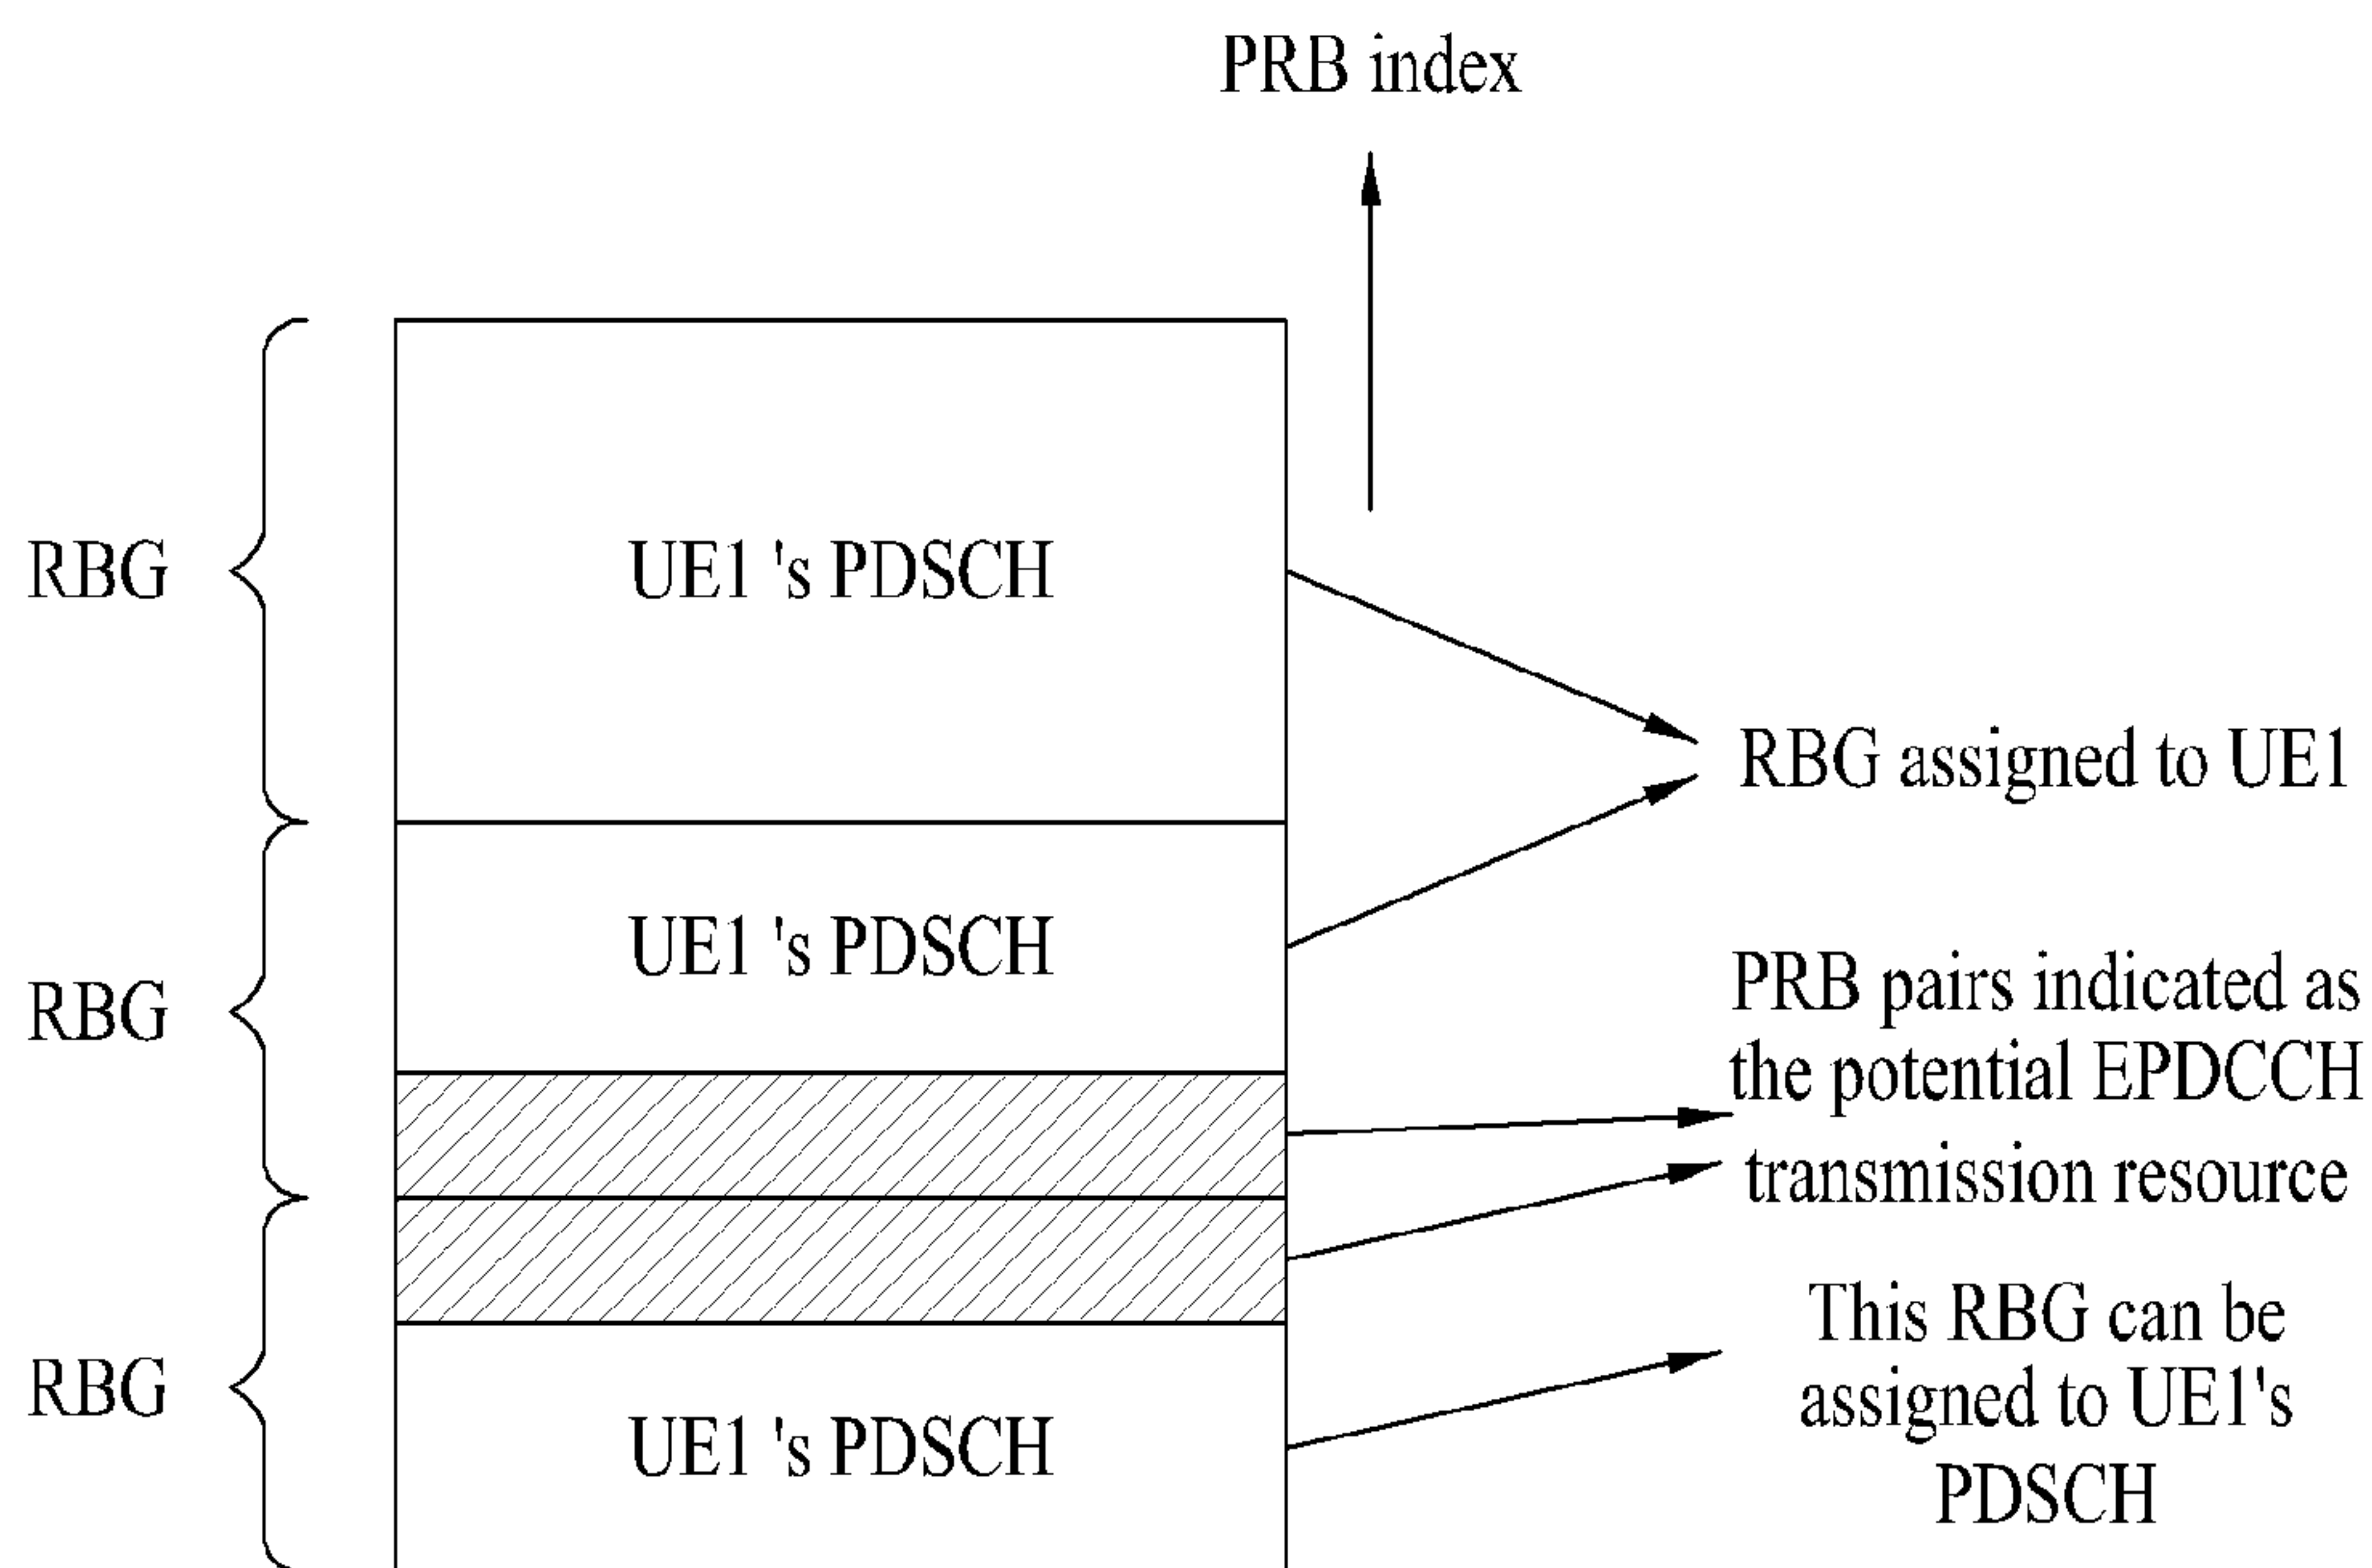 PRB index
RBG
UE1 's PDSCH
RBG assigned to UE1
RBG
UE1 's PDSCH
PRB pairs indicated as
the potential EPDCCH
transmission resource
RBG
UE1 's PDSCH
This RBG can be
assigned to UE1's
PDSCH